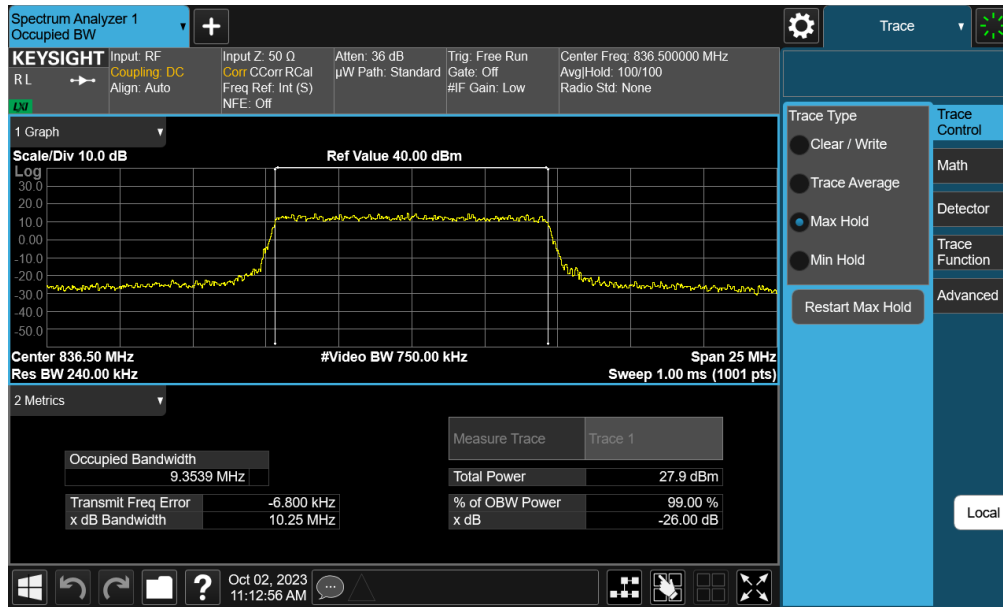 Spectrum Analyzer 1
Occupied BW
Trace
KEYSIGHT
R L
LXI
Input: RF
Coupling: DC
Align: Auto
Input Z: 50 Ω
Corr CCorr RCal
Freq Ref: Int (S)
NFE: Off
Atten: 36 dB
µW Path: Standard
Trig: Free Run
Gate: Off
#IF Gain: Low
Center Freq: 836.500000 MHz
Avg|Hold: 100/100
Radio Std: None
1 Graph
Scale/Div 10.0 dB
Ref Value 40.00 dBm
Log
30.0
20.0
10.0
0.00
-10.0
-20.0
-30.0
-40.0
-50.0
Center 836.50 MHz
#Video BW 750.00 kHz
Span 25 MHz
Res BW 240.00 kHz
Sweep 1.00 ms (1001 pts)
2 Metrics
Measure Trace
Trace 1
Occupied Bandwidth
9.3539 MHz
Total Power
27.9 dBm
Transmit Freq Error
-6.800 kHz
% of OBW Power
99.00 %
x dB Bandwidth
10.25 MHz
x dB
-26.00 dB
Trace Type
Clear / Write
Trace Average
Max Hold
Min Hold
Restart Max Hold
Trace
Control
Math
Detector
Trace
Function
Advanced
Local
?
Oct 02, 2023
11:12:56 AM